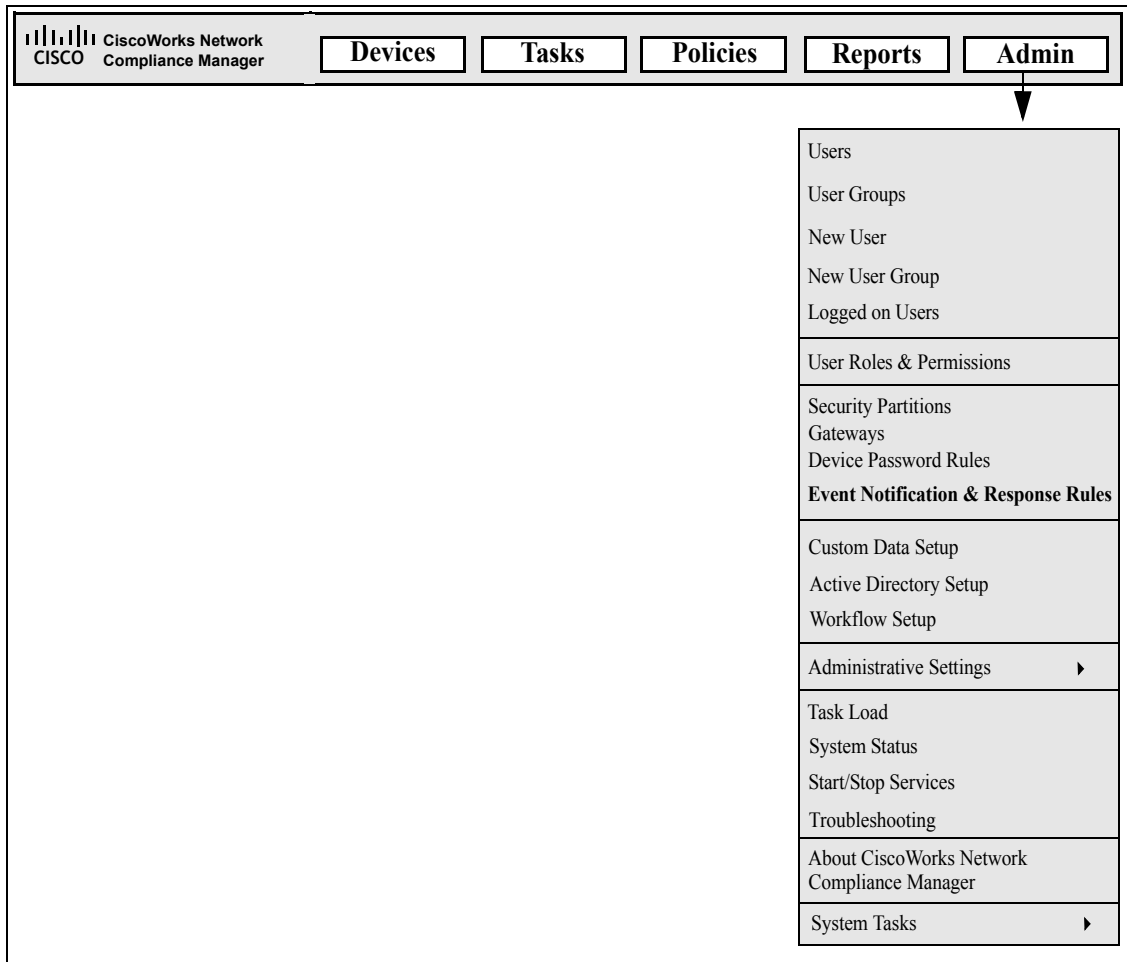 CISCO
CiscoWorks Network
Compliance Manager
Devices
Tasks
Policies
Reports
Admin
Users
User Groups
New User
New User Group
Logged on Users
User Roles & Permissions
Security Partitions
Gateways
Device Password Rules
Event Notification & Response Rules
Custom Data Setup
Active Directory Setup
Workflow Setup
Administrative Settings
Task Load
System Status
Start/Stop Services
Troubleshooting
About CiscoWorks Network
Compliance Manager
System Tasks